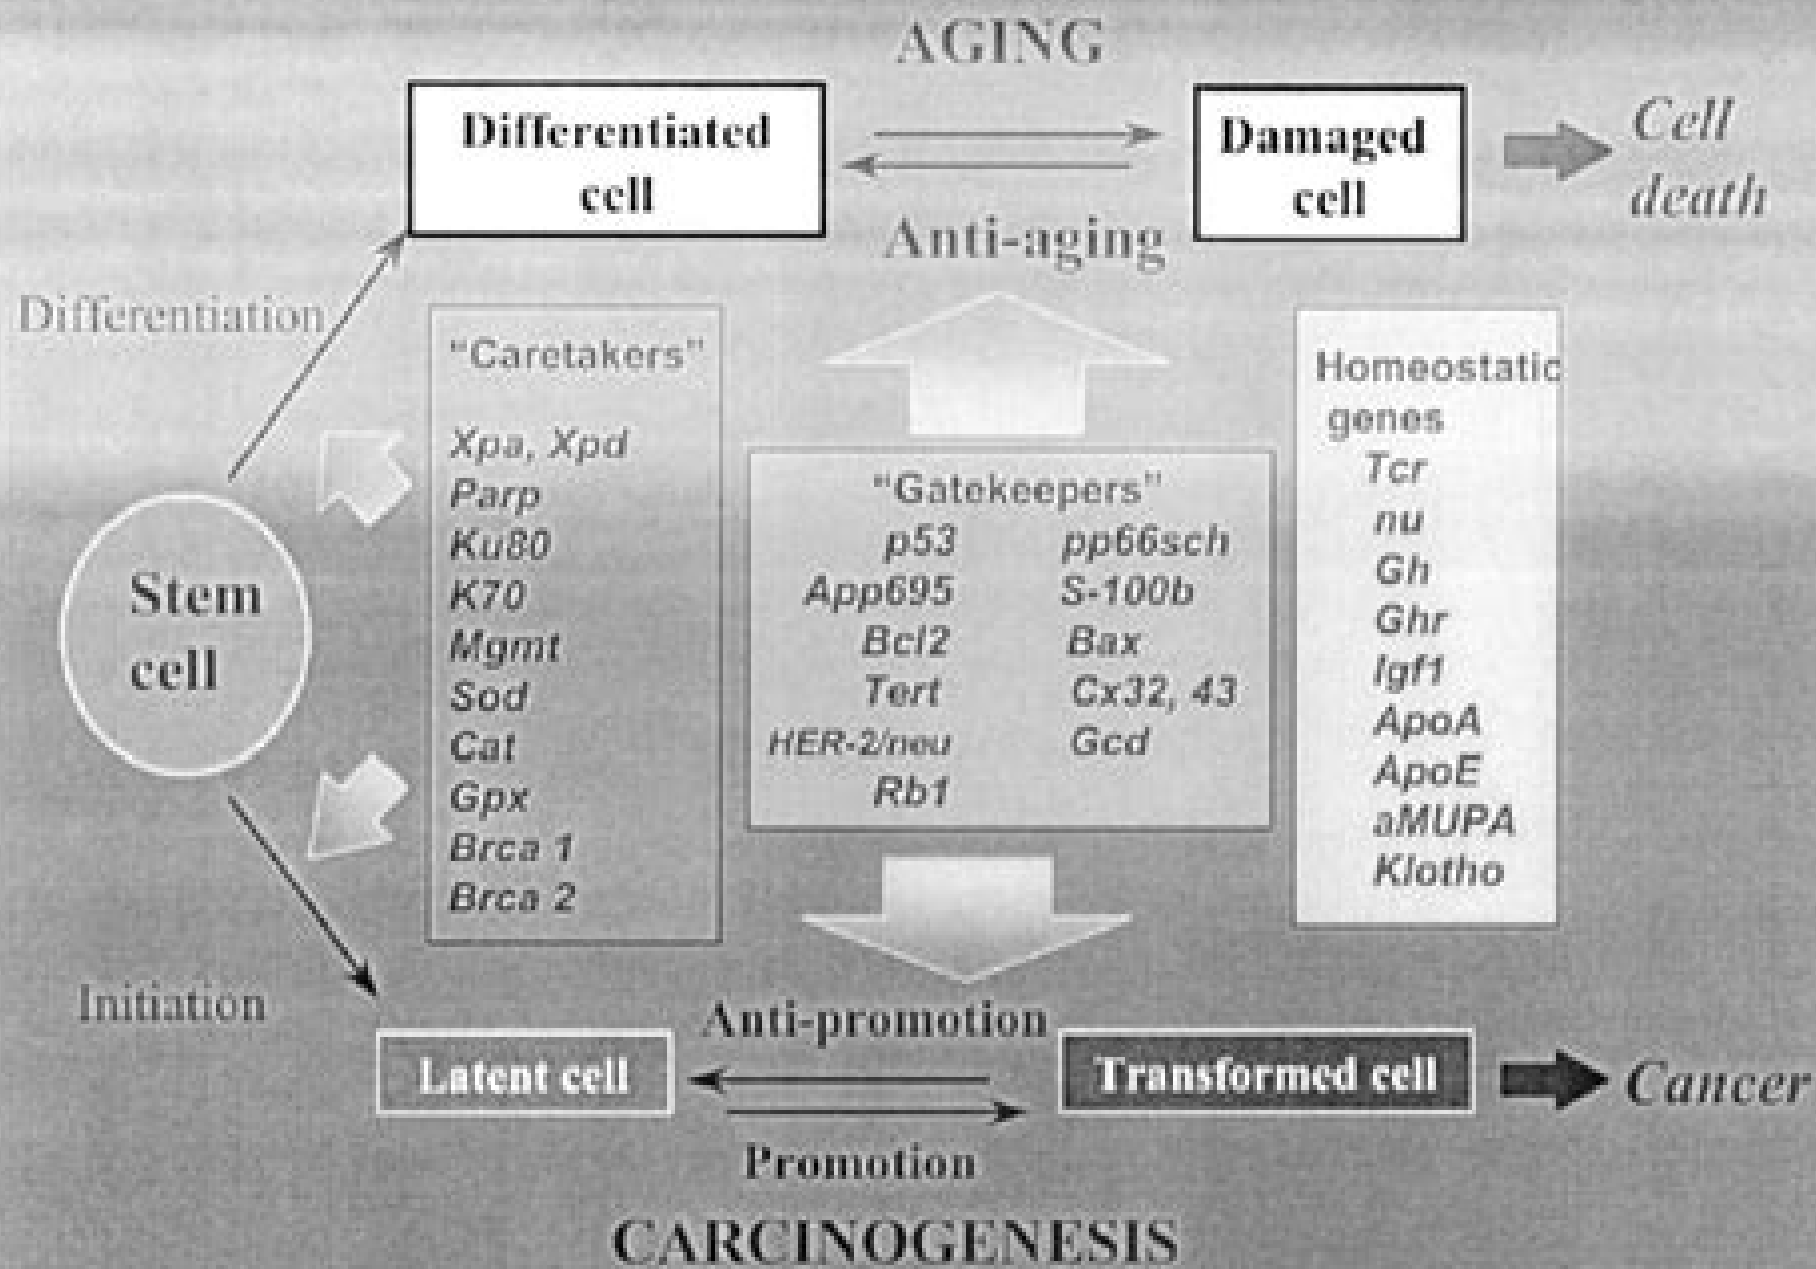 AGING
Differentiated
cell
Damaged
cell
Cell
death
Anti-aging
Differentiation
"Caretakers"
Xpa, Xpd
Parp
Ku80
K70
Mgmt
Sod
Cat
Gpx
Brca 1
Brca 2
"Gatekeepers"
p53 pp66sch
App695 S-100b
Bcl2 Bax
Tert Cx32, 43
HER-2/neu Gcd
Rb1
Homeostatic
genes
Tcr
nu
Gh
Ghr
Igf1
ApoA
ApoE
aMUPA
Klotho
Stem
cell
Initiation
Anti-promotion
Latent cell
Transformed cell
Cancer
Promotion
CARCINOGENESIS